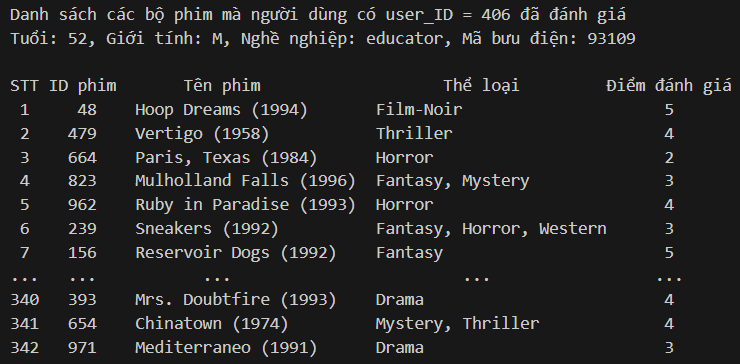 Danh sách các bộ phim mà người dùng có user_ID = 406 đã đánh giá
Tuổi: 52, Giới tính: M, Nghề nghiệp: educator, Mã bưu điện: 93109
STT ID phim Tên phim Thể loại Điểm đánh giá
1 48 Hoop Dreams (1994) Film-Noir 5
2 479 Vertigo (1958) Thriller 4
3 664 Paris, Texas (1984) Horror 2
4 823 Mulholland Falls (1996) Fantasy, Mystery 3
5 962 Ruby in Paradise (1993) Horror 4
6 239 Sneakers (1992) Fantasy, Horror, Western 3
7 156 Reservoir Dogs (1992) Fantasy 5
... ... ... ... ...
340 393 Mrs. Doubtfire (1993) Drama 4
341 654 Chinatown (1974) Mystery, Thriller 4
342 971 Mediterraneo (1991) Drama 3